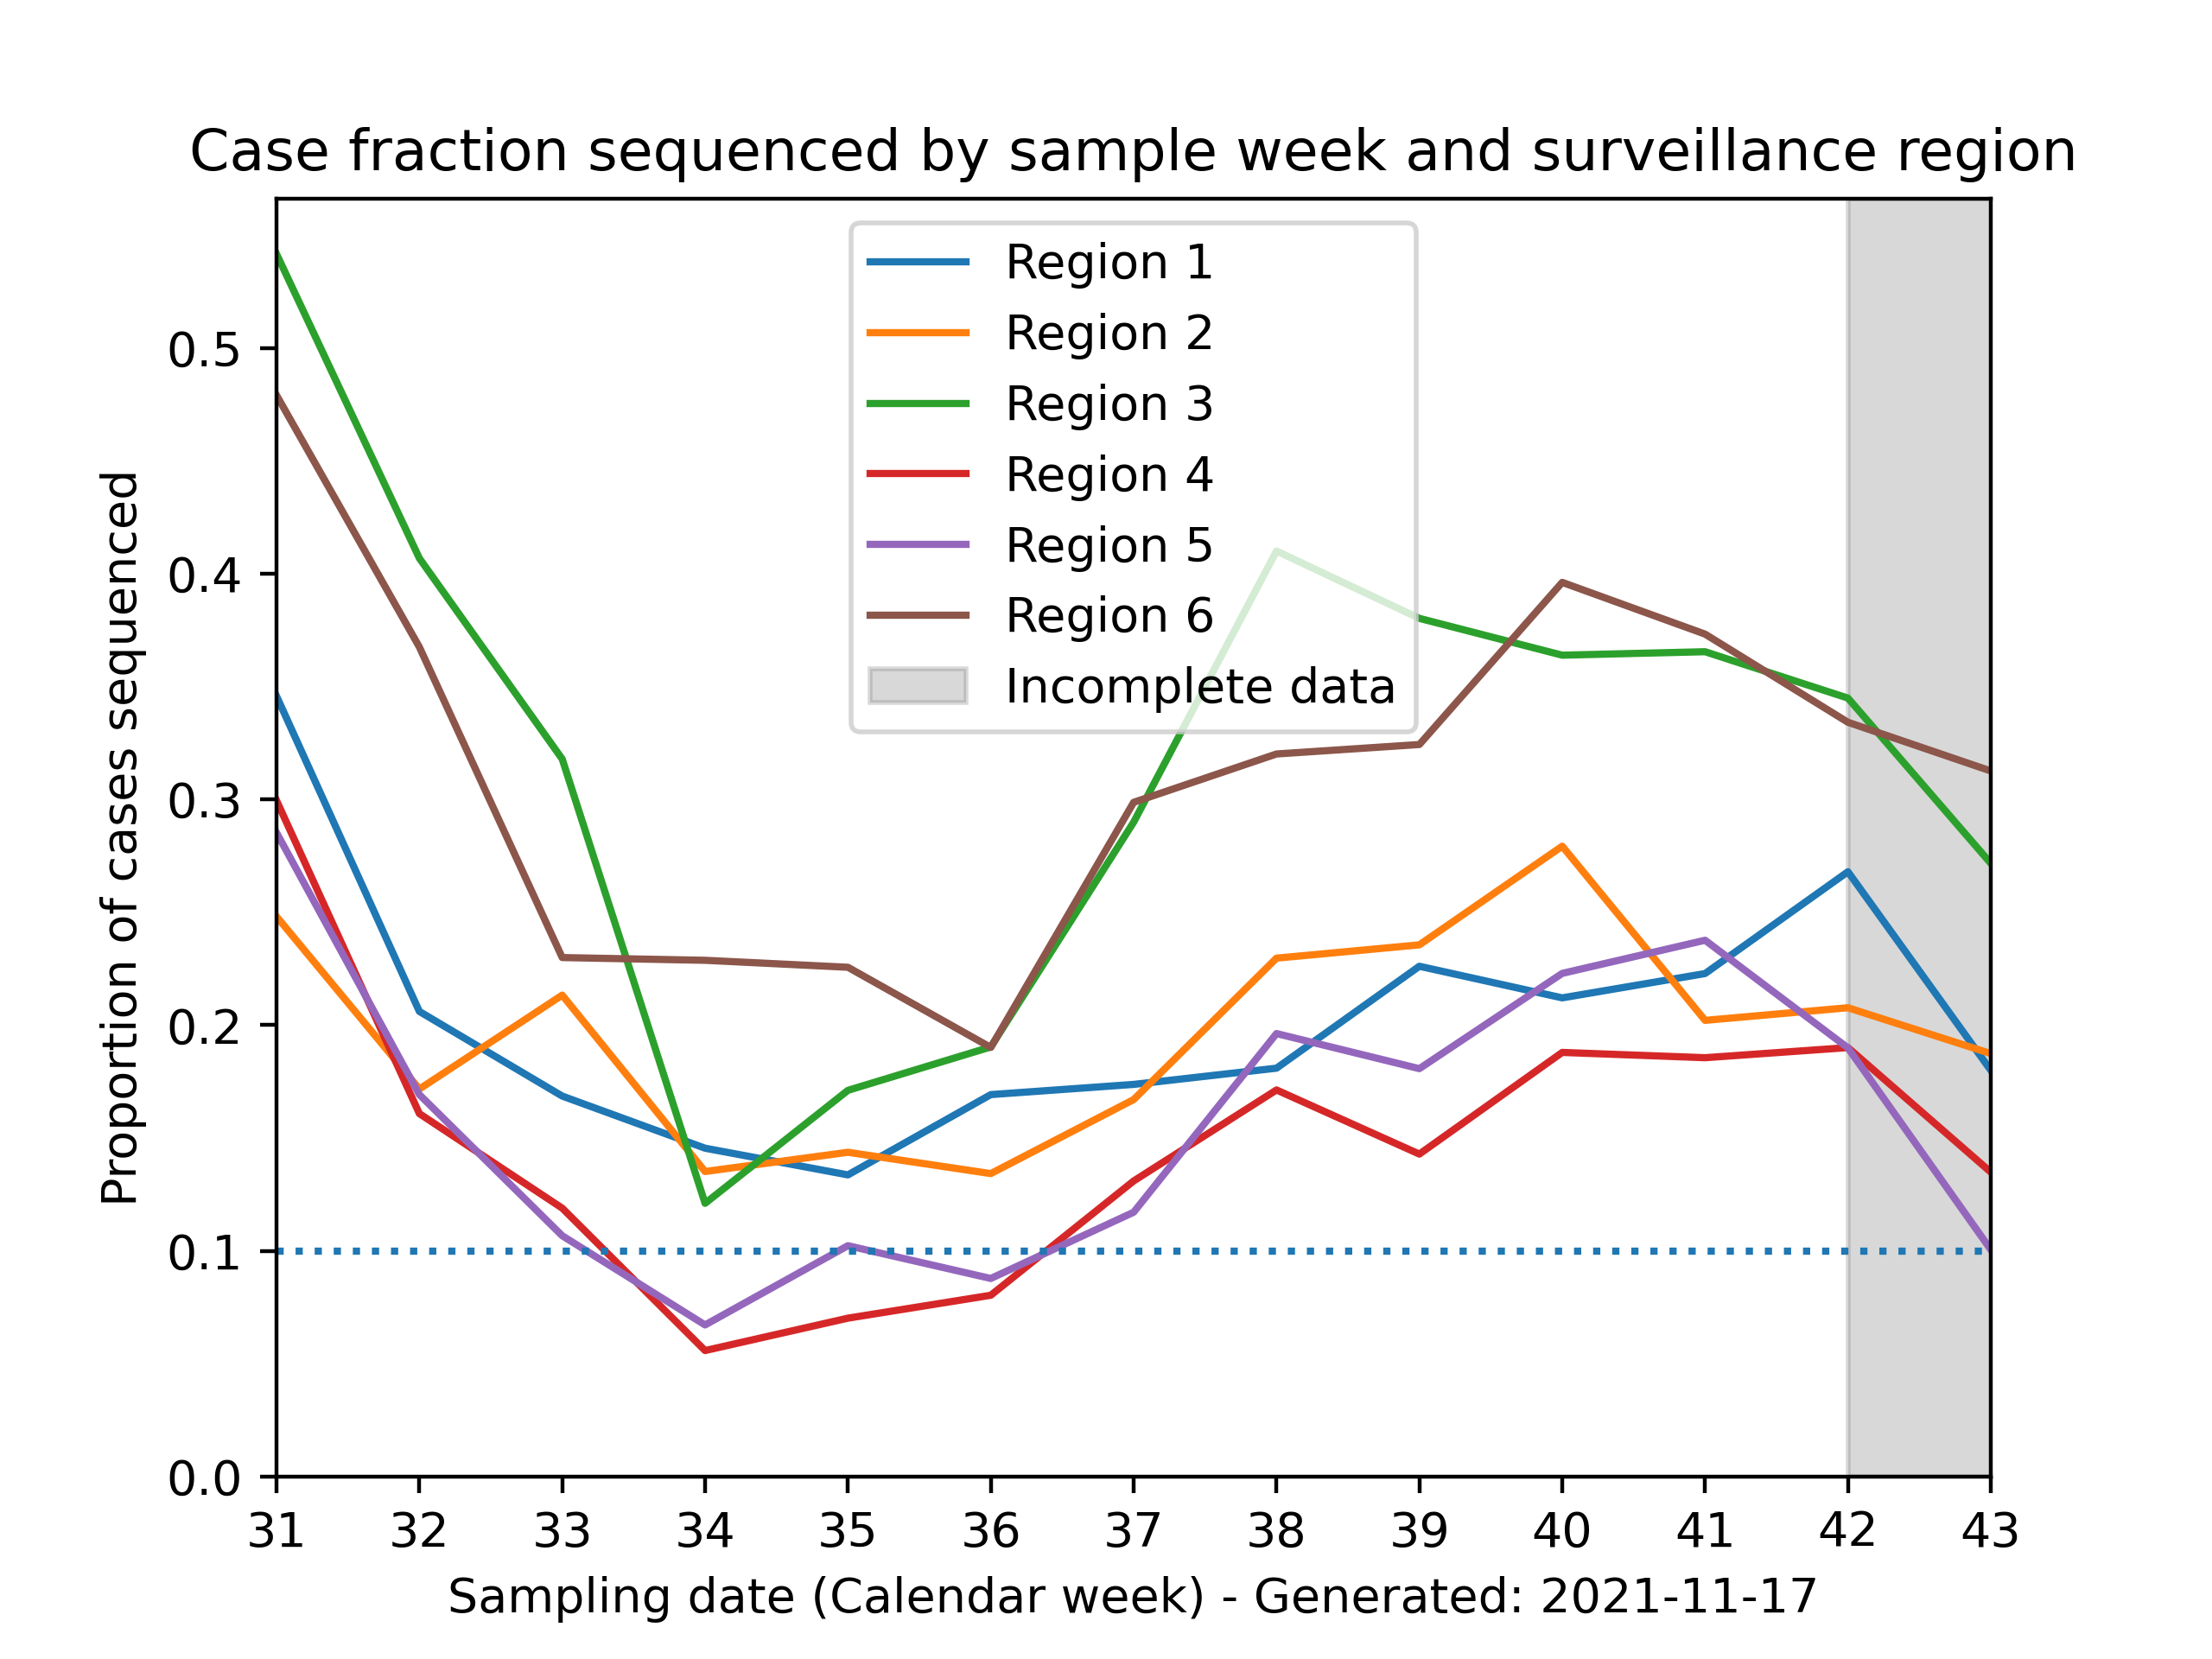 Case fraction sequenced by sample week and surveillance region
Region 1
Region 2
Region 3
Region 4
Region 5
Region 6
Incomplete data
Proportion of cases sequenced
0.5
0.4
0.3
0.2
0.1
0.0
31 32 33 34 35 36 37 38 39 40 41 42 43
Sampling date (Calendar week) - Generated: 2021-11-17